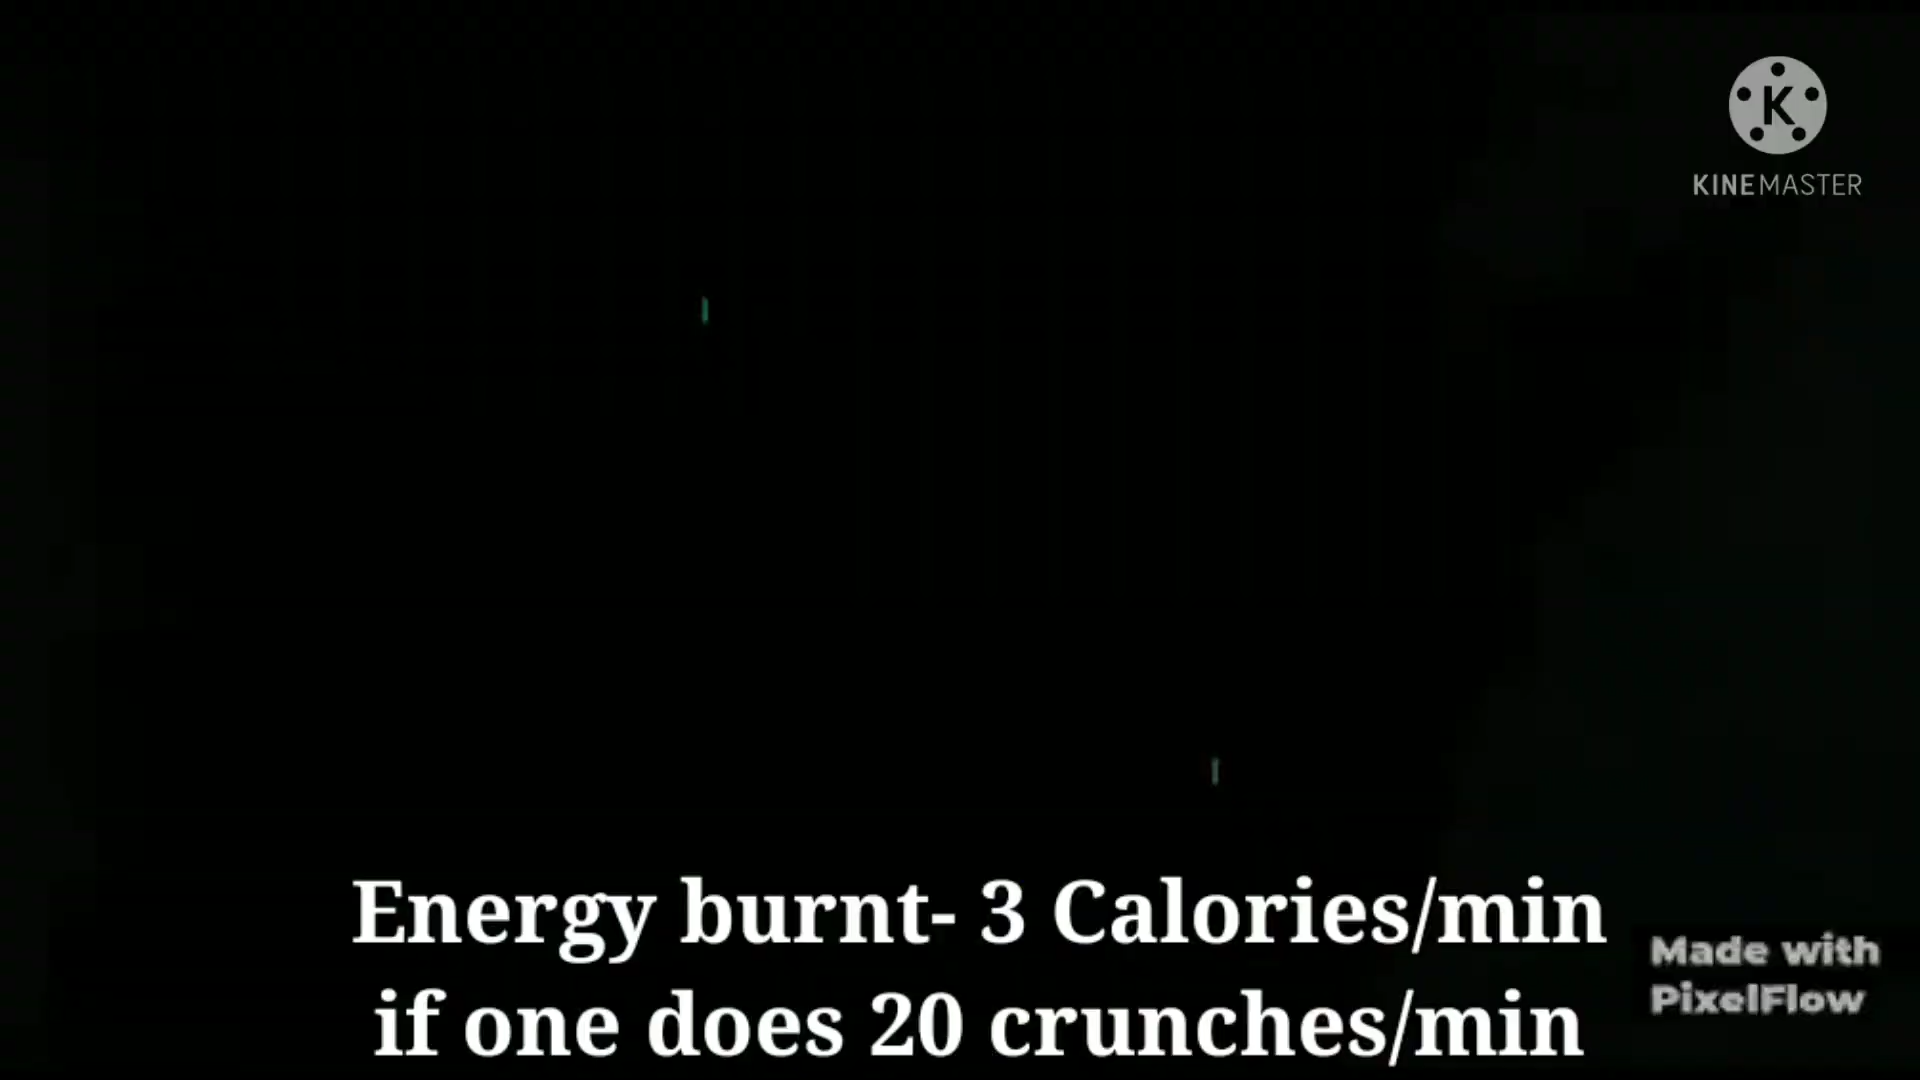 K
KINEMASTER
Energy burnt- 3 Calories/min
if one does 20 crunches/min
Made with
PixelFlow